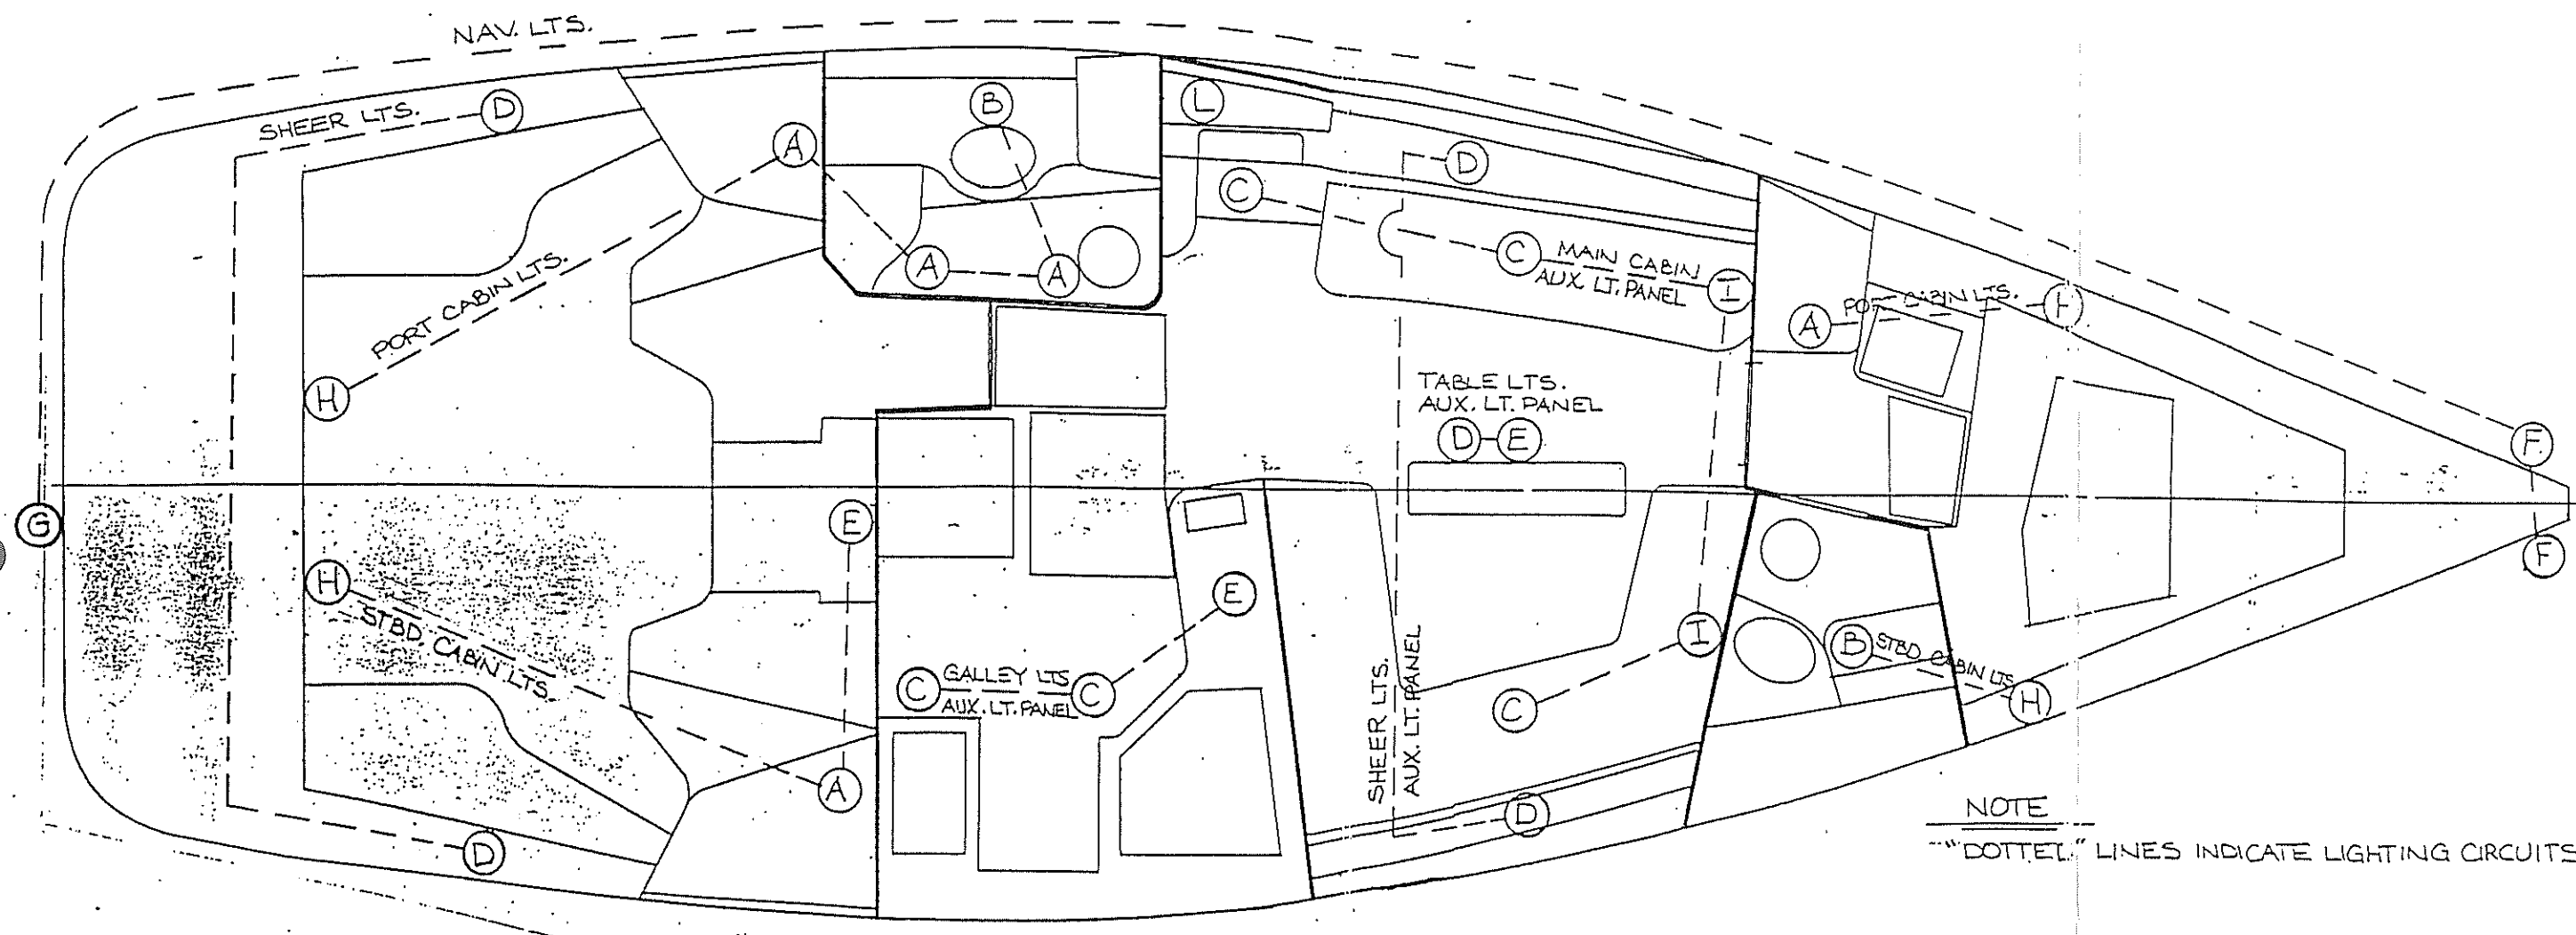 NAV. LTS.
SHEER LTS.
D
B
L
A
D
C
C
MAIN CABIN
AUX. LT. PANEL
I
A
A
PORT CABIN LTS.
H
A
CABIN LTS.
TABLE LTS.
AUX. LT. PANEL
D
E
F
F
G
E
H
STBD. CABIN LTS.
E
I
B
STBD CABIN LTS
H
C
GALLEY LTS
AUX. LT. PANEL
C
C
SHEER LTS.
AUX. LT. PANEL
A
D
D
NOTE
LINES INDICATE LIGHTING CIRCUITS